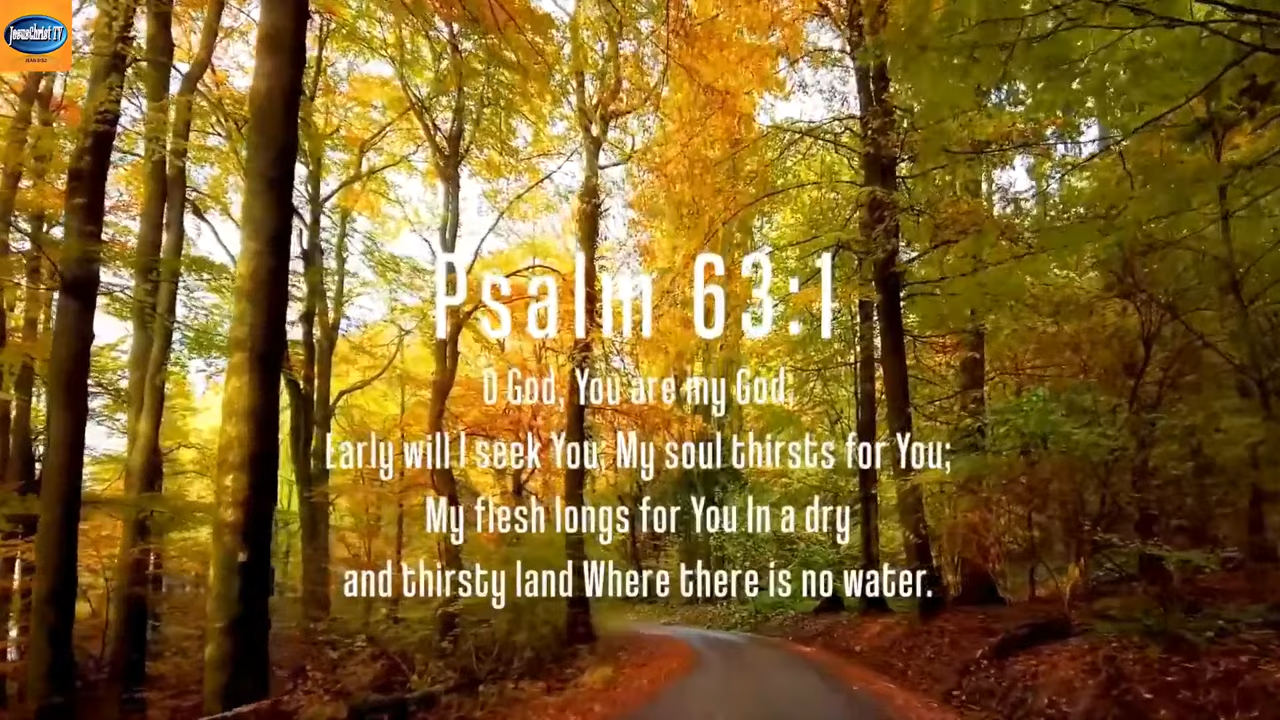 JesusChrist TV
Psalm 63:1
O God, You are my God;
Early will I seek You; My soul thirsts for You;
My flesh longs for You In a dry
and thirsty land Where there is no water.